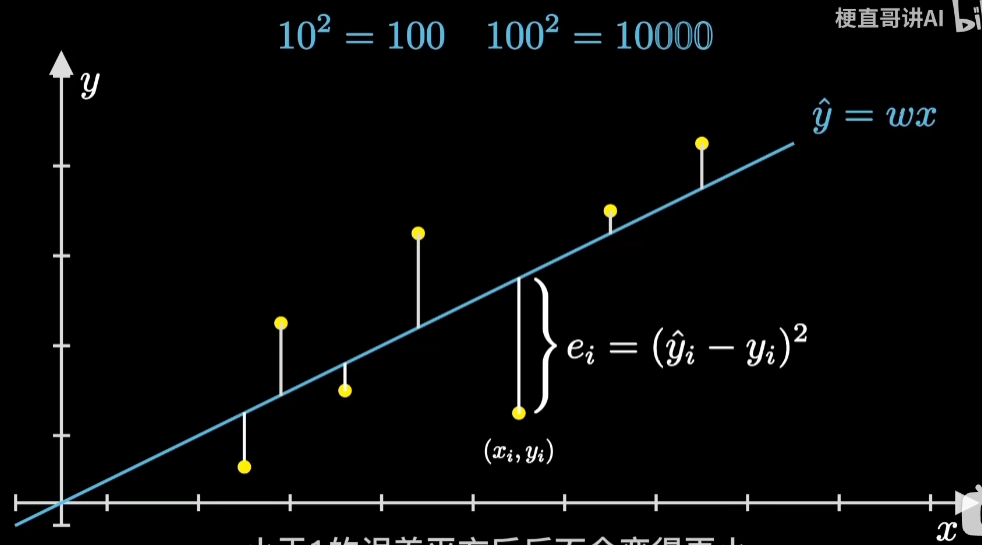 梗直哥讲AI
10² = 100 100² = 10000
y
ŷ = wx
eᵢ = (ŷᵢ − yᵢ)²
(xᵢ, yᵢ)
x